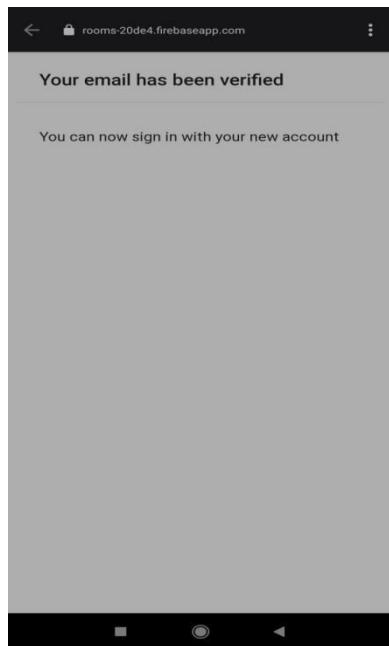 rooms-20de4.firebaseapp.com
Your email has been verified
You can now sign in with your new account